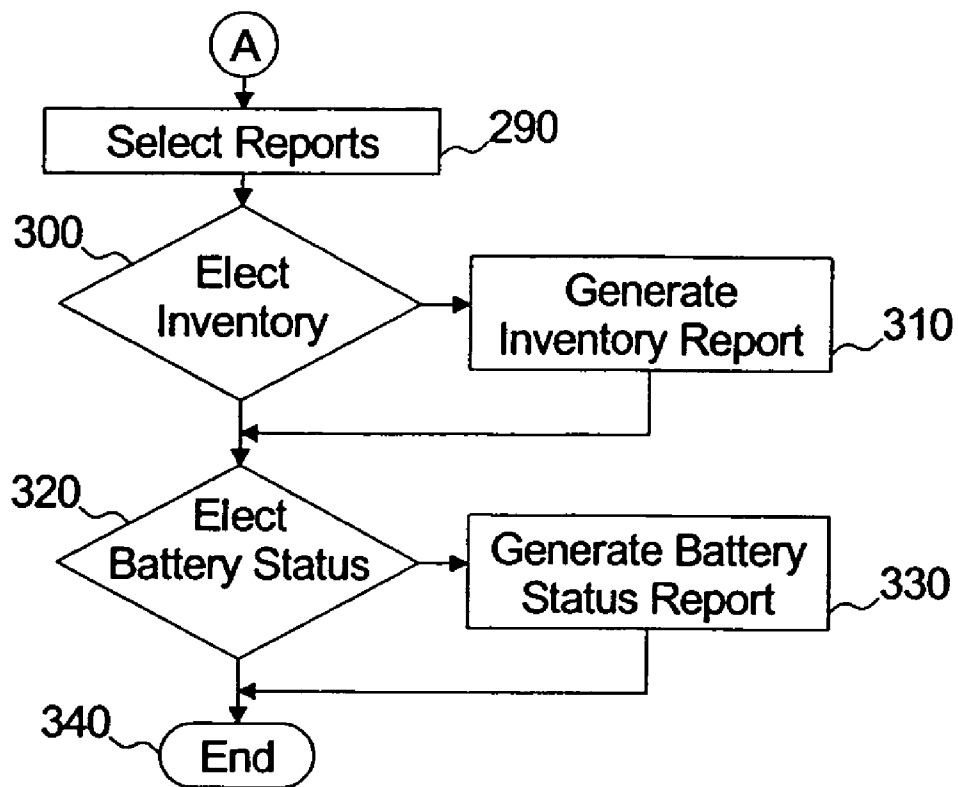 A
Select Reports
290
300
Elect
Inventory
Generate
Inventory Report
310
320
Elect
Battery Status
Generate Battery
Status Report
330
340
End